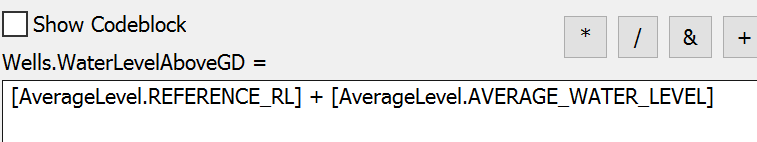 Show Codeblock
* / & +
Wells.WaterLevelAboveGD =
[AverageLevel.REFERENCE_RL] + [AverageLevel.AVERAGE_WATER_LEVEL]